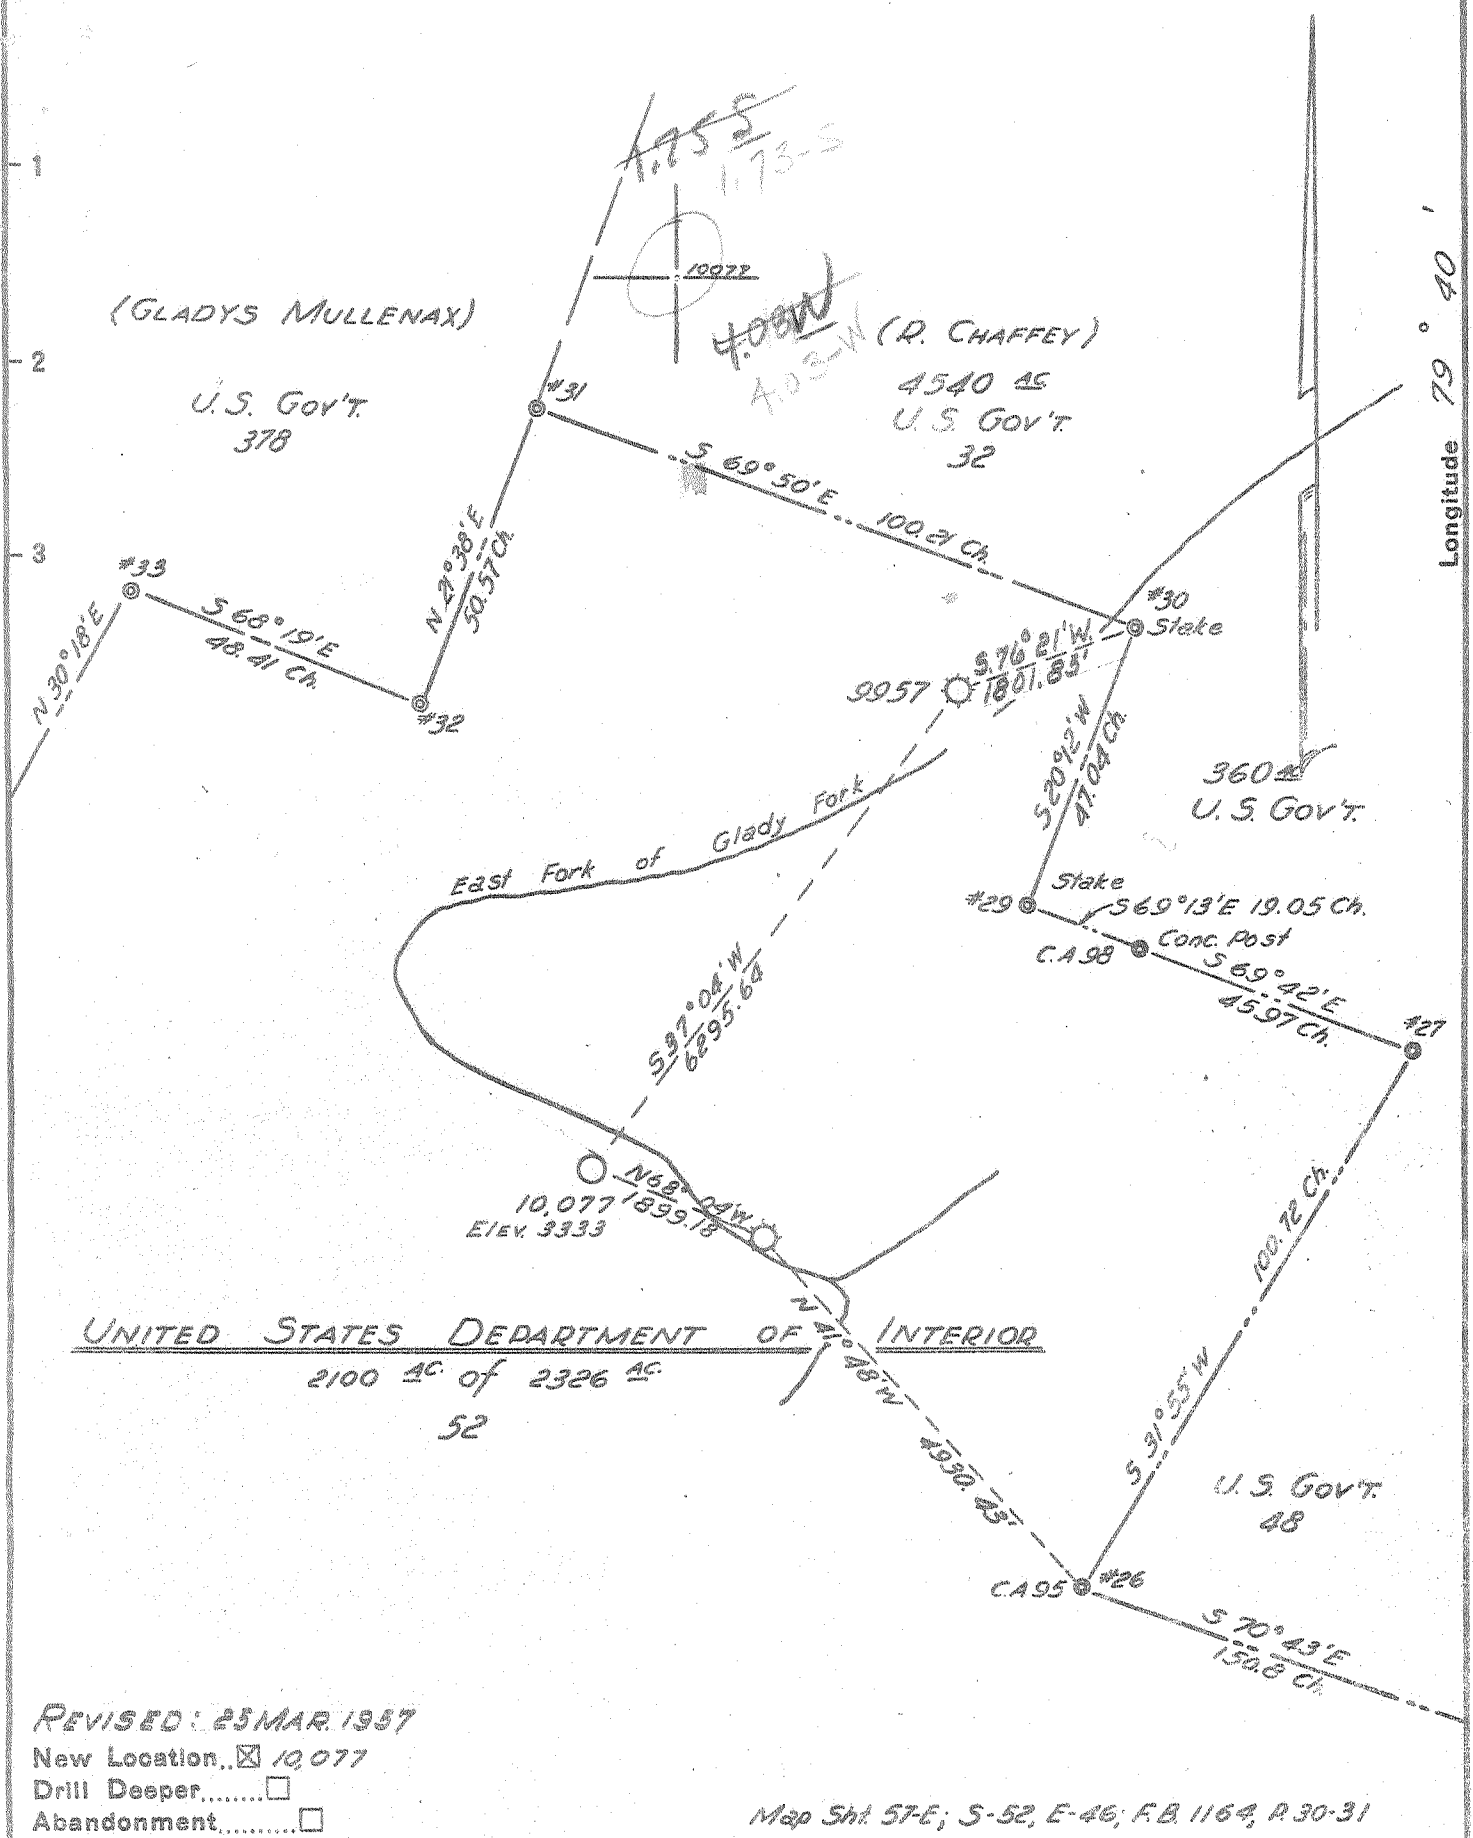 1.75 S
1.73-S
1
10077
4.03W
4.03-W
Longitude 79° 40'
(GLADYS MULLENAX)
U.S. GOV'T.
378
(D. CHAFFEY)
4540 AC
U.S. GOV'T.
32
2
#31
S 69°50'E
100.21 Ch.
N 21°38'E
50.57 Ch.
3
#33
S 68°19'E
48.41 Ch.
N 30°18'E
#32
#30
Stake
S.76°21'W.
1801.85'
9957
S 20°12'W
47.04 Ch.
360 AC
U.S. GOV'T.
East Fork of Glady Fork
#29
Stake
S 69°13'E 19.05 Ch.
C.A 98
Conc. Post
S 69°42'E
45.97 Ch.
#27
S 37°04'W
6295.64
10,077
ELEV. 3333
N68°04'W
1899.18
100.72 Ch.
S 31°55'W
UNITED STATES DEPARTMENT OF INTERIOR
2100 AC. of 2326 AC.
52
N 41°48'W
4930.43'
U.S. GOV'T.
48
C.A 95
#26
S 70°43'E
150.8 Ch.
REVISED: 25 MAR. 1957
New Location..☒ 10,077
Drill Deeper........☐
Abandonment..........☐
Map Sht. 57-E; S-52, E-46; F.B. 1164, P. 30-31